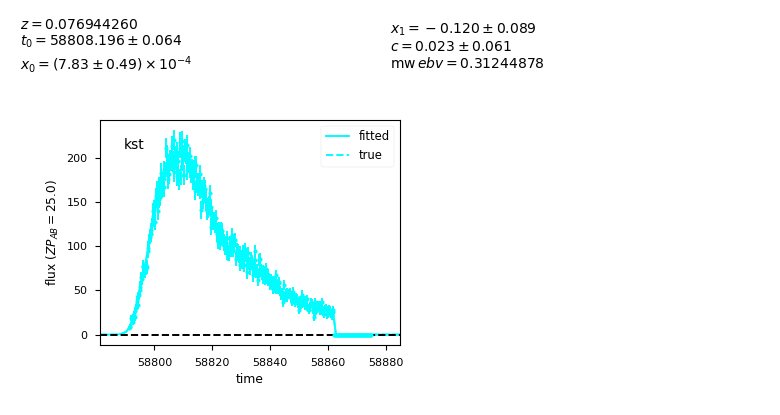 z = 0.076944260
t₀ = 58808.196 ± 0.064
x₀ = (7.83 ± 0.49) × 10⁻⁴
x₁ = −0.120 ± 0.089
c = 0.023 ± 0.061
mw ebv = 0.31244878
kst
fitted
true
200
150
100
50
0
flux (ZP_AB = 25.0)
58800 58820 58840 58860 58880
time